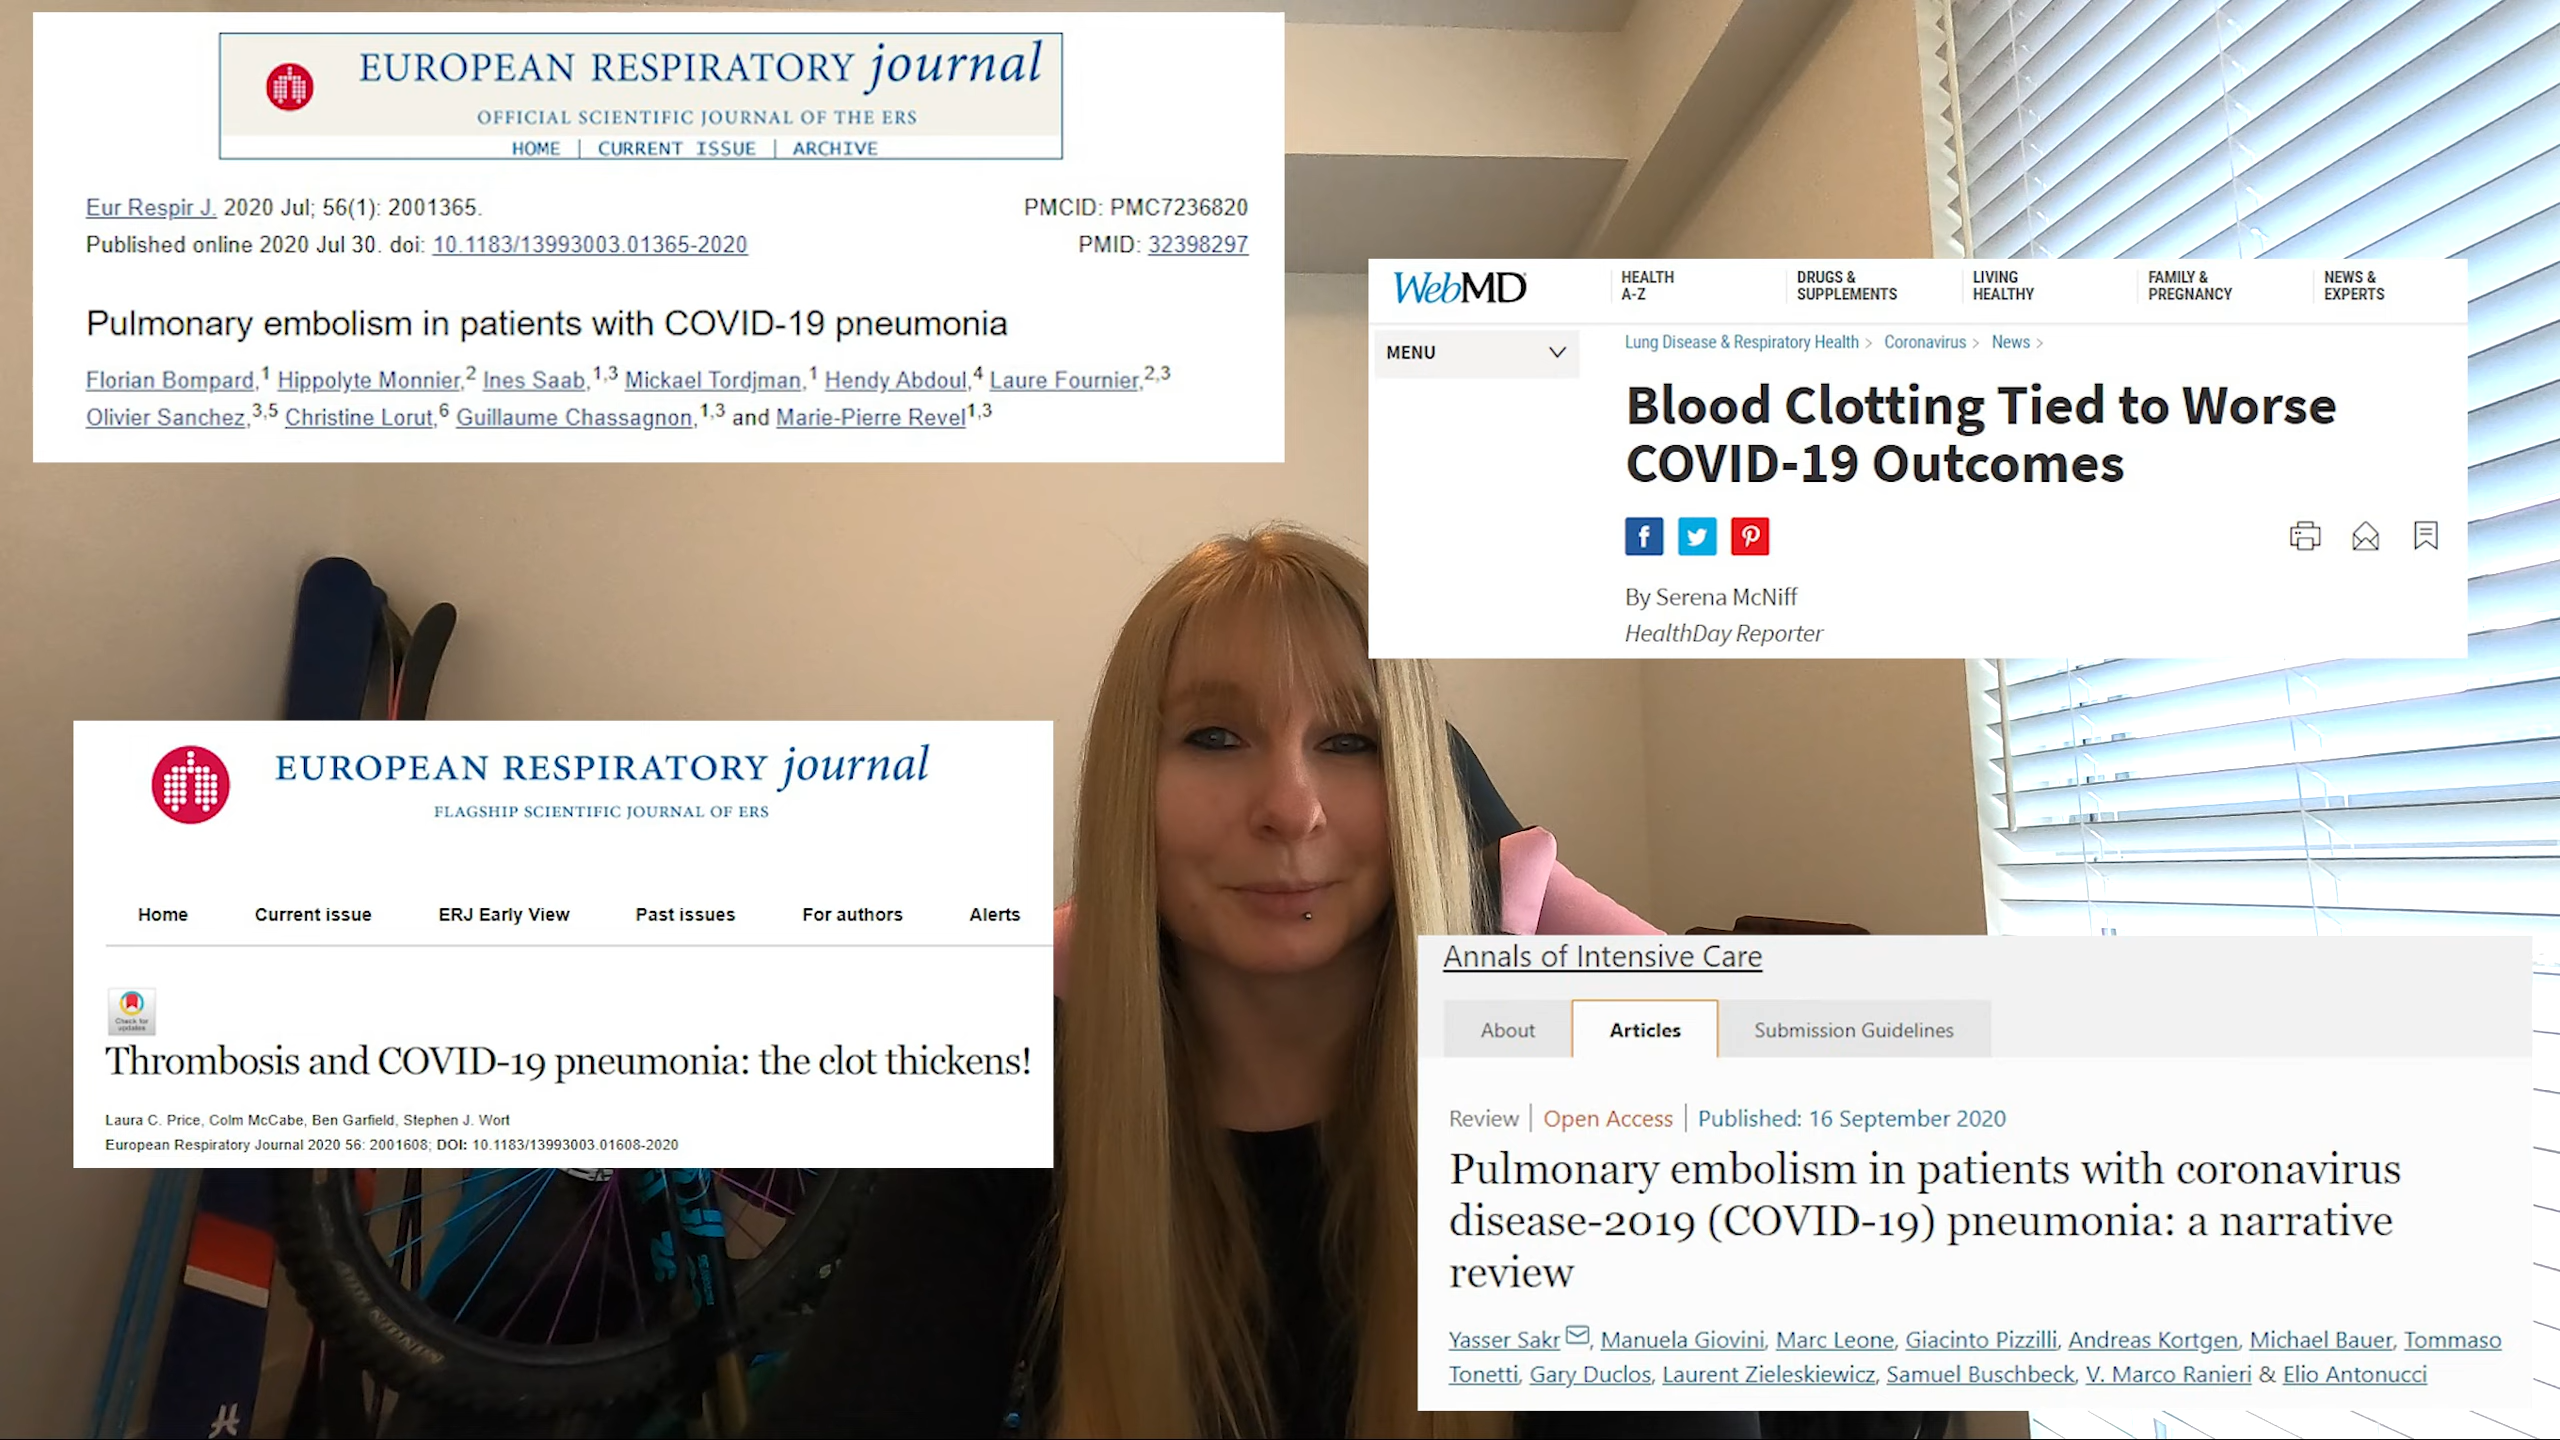 EUROPEAN RESPIRATORY journal
OFFICIAL SCIENTIFIC JOURNAL OF THE ERS
HOME | CURRENT ISSUE | ARCHIVE
Eur Respir J. 2020 Jul; 56(1): 2001365.
PMCID: PMC7236820
Published online 2020 Jul 30. doi: 10.1183/13993003.01365-2020
PMID: 32398297
Pulmonary embolism in patients with COVID-19 pneumonia
Florian Bompard,1 Hippolyte Monnier,2 Ines Saab,1,3 Mickael Tordjman,1 Hendy Abdoul,4 Laure Fournier,2,3
Olivier Sanchez,3,5 Christine Lorut,6 Guillaume Chassagnon,1,3 and Marie-Pierre Revel1,3
WebMD
HEALTH
A-Z
DRUGS &
SUPPLEMENTS
LIVING
HEALTHY
FAMILY &
PREGNANCY
NEWS &
EXPERTS
MENU
Lung Disease & Respiratory Health > Coronavirus > News >
Blood Clotting Tied to Worse
COVID-19 Outcomes
By Serena McNiff
HealthDay Reporter
EUROPEAN RESPIRATORY journal
FLAGSHIP SCIENTIFIC JOURNAL OF ERS
Home Current issue ERJ Early View Past issues For authors Alerts
Check for
updates
Thrombosis and COVID-19 pneumonia: the clot thickens!
Laura C. Price, Colm McCabe, Ben Garfield, Stephen J. Wort
European Respiratory Journal 2020 56: 2001608; DOI: 10.1183/13993003.01608-2020
Annals of Intensive Care
About Articles Submission Guidelines
Review | Open Access | Published: 16 September 2020
Pulmonary embolism in patients with coronavirus
disease-2019 (COVID-19) pneumonia: a narrative
review
Yasser Sakr, Manuela Giovini, Marc Leone, Giacinto Pizzilli, Andreas Kortgen, Michael Bauer, Tommaso
Tonetti, Gary Duclos, Laurent Zieleskiewicz, Samuel Buschbeck, V. Marco Ranieri & Elio Antonucci